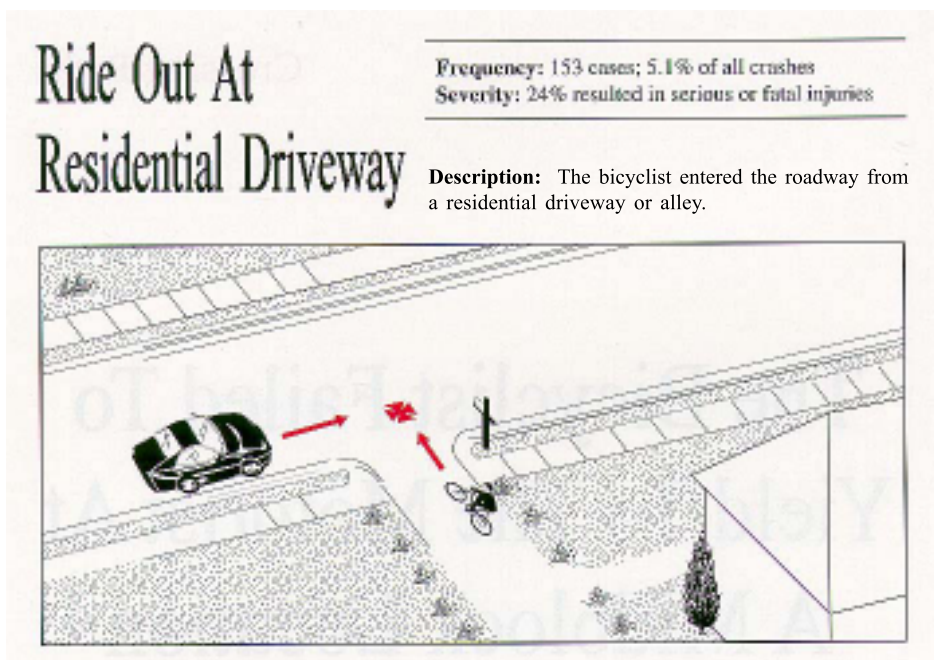 Ride Out At
Residential Driveway
Frequency: 153 cases; 5.1% of all crashes
Severity: 24% resulted in serious or fatal injuries
Description: The bicyclist entered the roadway from
a residential driveway or alley.